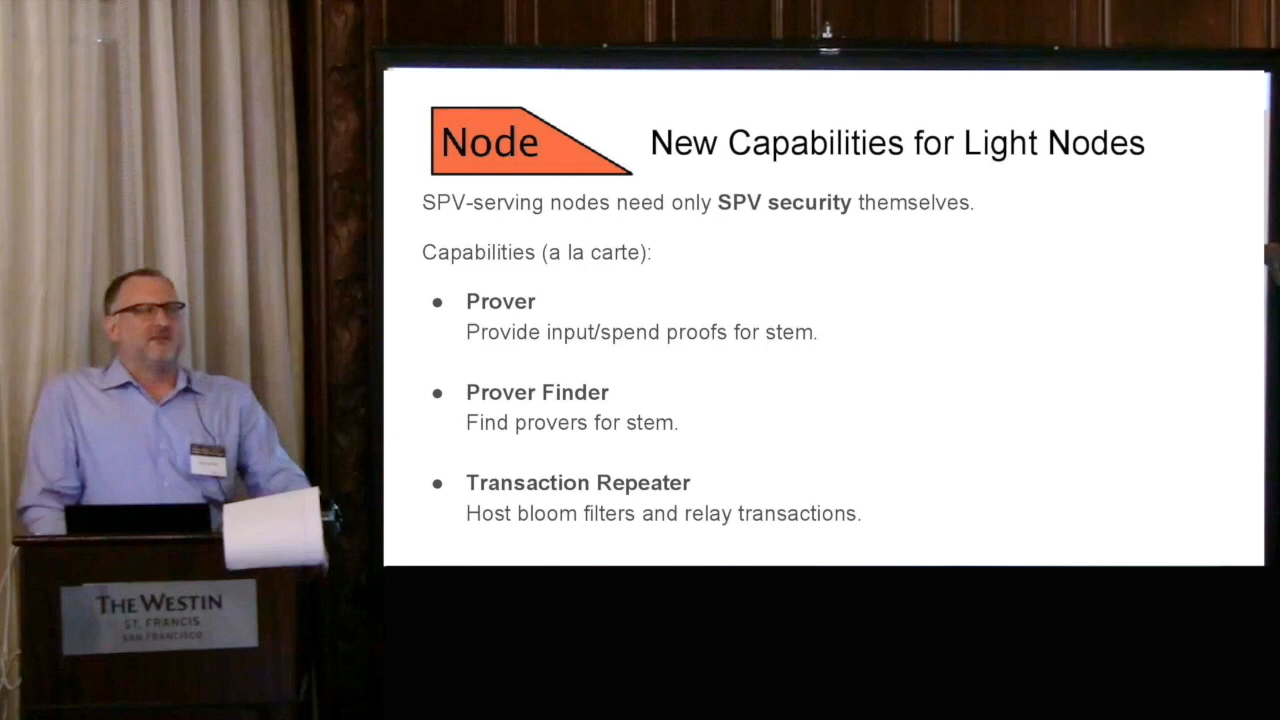 Node
New Capabilities for Light Nodes
SPV-serving nodes need only SPV security themselves.
Capabilities (a la carte):
● Prover
Provide input/spend proofs for stem.
● Prover Finder
Find provers for stem.
● Transaction Repeater
Host bloom filters and relay transactions.
THE WESTIN
ST. FRANCIS
SAN FRANCISCO